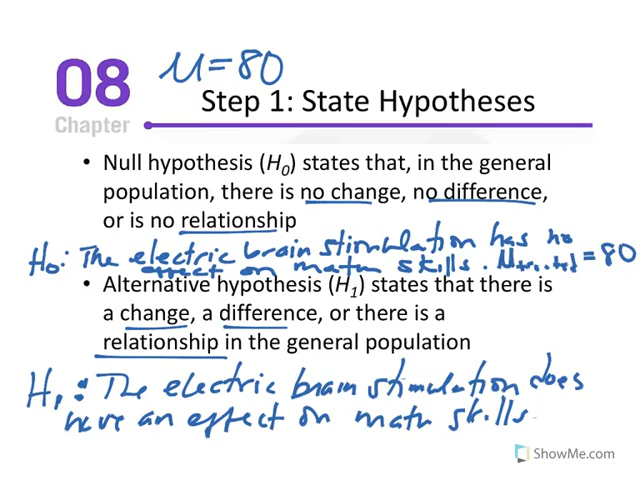 08
Chapter
μ=80
Step 1: State Hypotheses
• Null hypothesis (H0) states that, in the general
population, there is no change, no difference,
or is no relationship
H0: The electric brain stimulation has no
effect on math skills. μtreated=80
• Alternative hypothesis (H1) states that there is
a change, a difference, or there is a
relationship in the general population
H1: The electric brain stimulation does
have an effect on math skills.
ShowMe.com